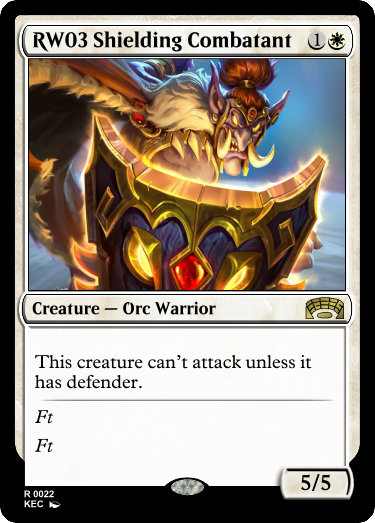 RW03 Shielding Combatant 1
Creature — Orc Warrior
This creature can't attack unless it
has defender.
Ft
Ft
5/5
R 0022
KEC